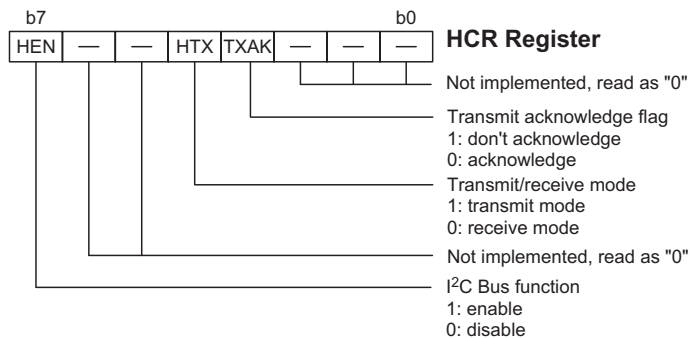 b7 b0
HEN — — HTX TXAK — — —
HCR Register
Not implemented, read as "0"
Transmit acknowledge flag
1: don't acknowledge
0: acknowledge
Transmit/receive mode
1: transmit mode
0: receive mode
Not implemented, read as "0"
I²C Bus function
1: enable
0: disable